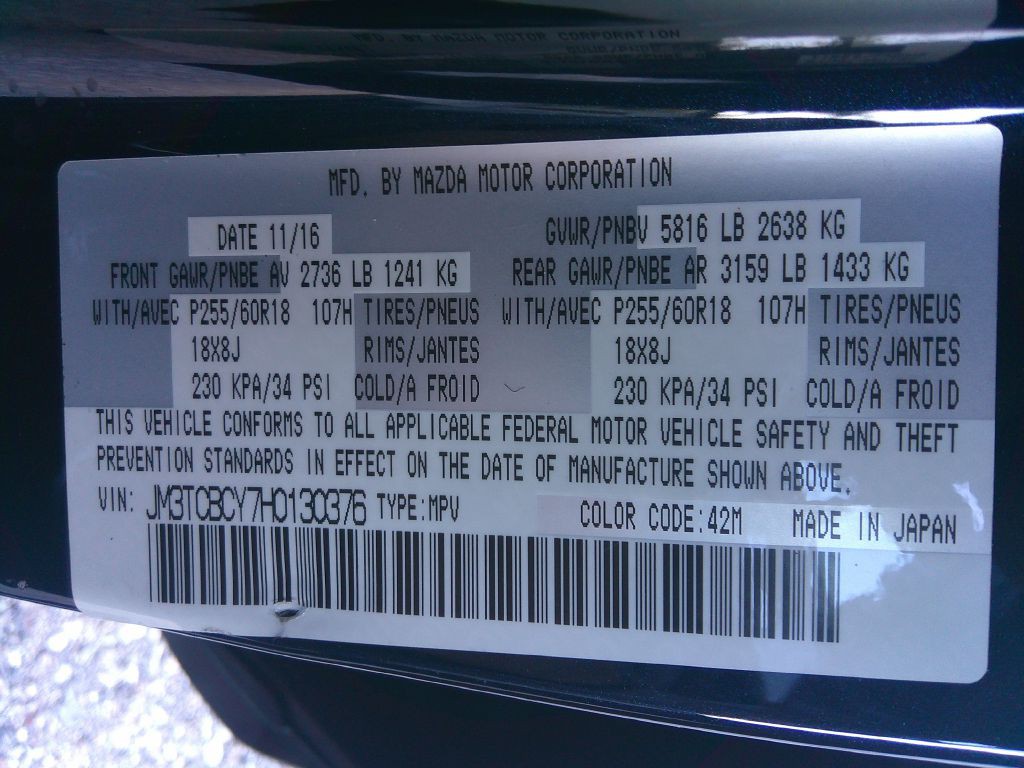 MFD. BY MAZDA MOTOR CORPORATION
MFD. BY MAZDA MOTOR CORPORATION
DATE 11/16 GVWR/PNBV 5816 LB 2638 KG
FRONT GAWR/PNBE AV 2736 LB 1241 KG REAR GAWR/PNBE AR 3159 LB 1433 KG
WITH/AVEC P255/60R18 107H TIRES/PNEUS WITH/AVEC P255/60R18 107H TIRES/PNEUS
18X8J RIMS/JANTES 18X8J RIMS/JANTES
230 KPA/34 PSI COLD/A FROID 230 KPA/34 PSI COLD/A FROID
THIS VEHICLE CONFORMS TO ALL APPLICABLE FEDERAL MOTOR VEHICLE SAFETY AND THEFT
PREVENTION STANDARDS IN EFFECT ON THE DATE OF MANUFACTURE SHOWN ABOVE.
VIN: JM3TCBCY7H0130376 TYPE:MPV COLOR CODE:42M MADE IN JAPAN